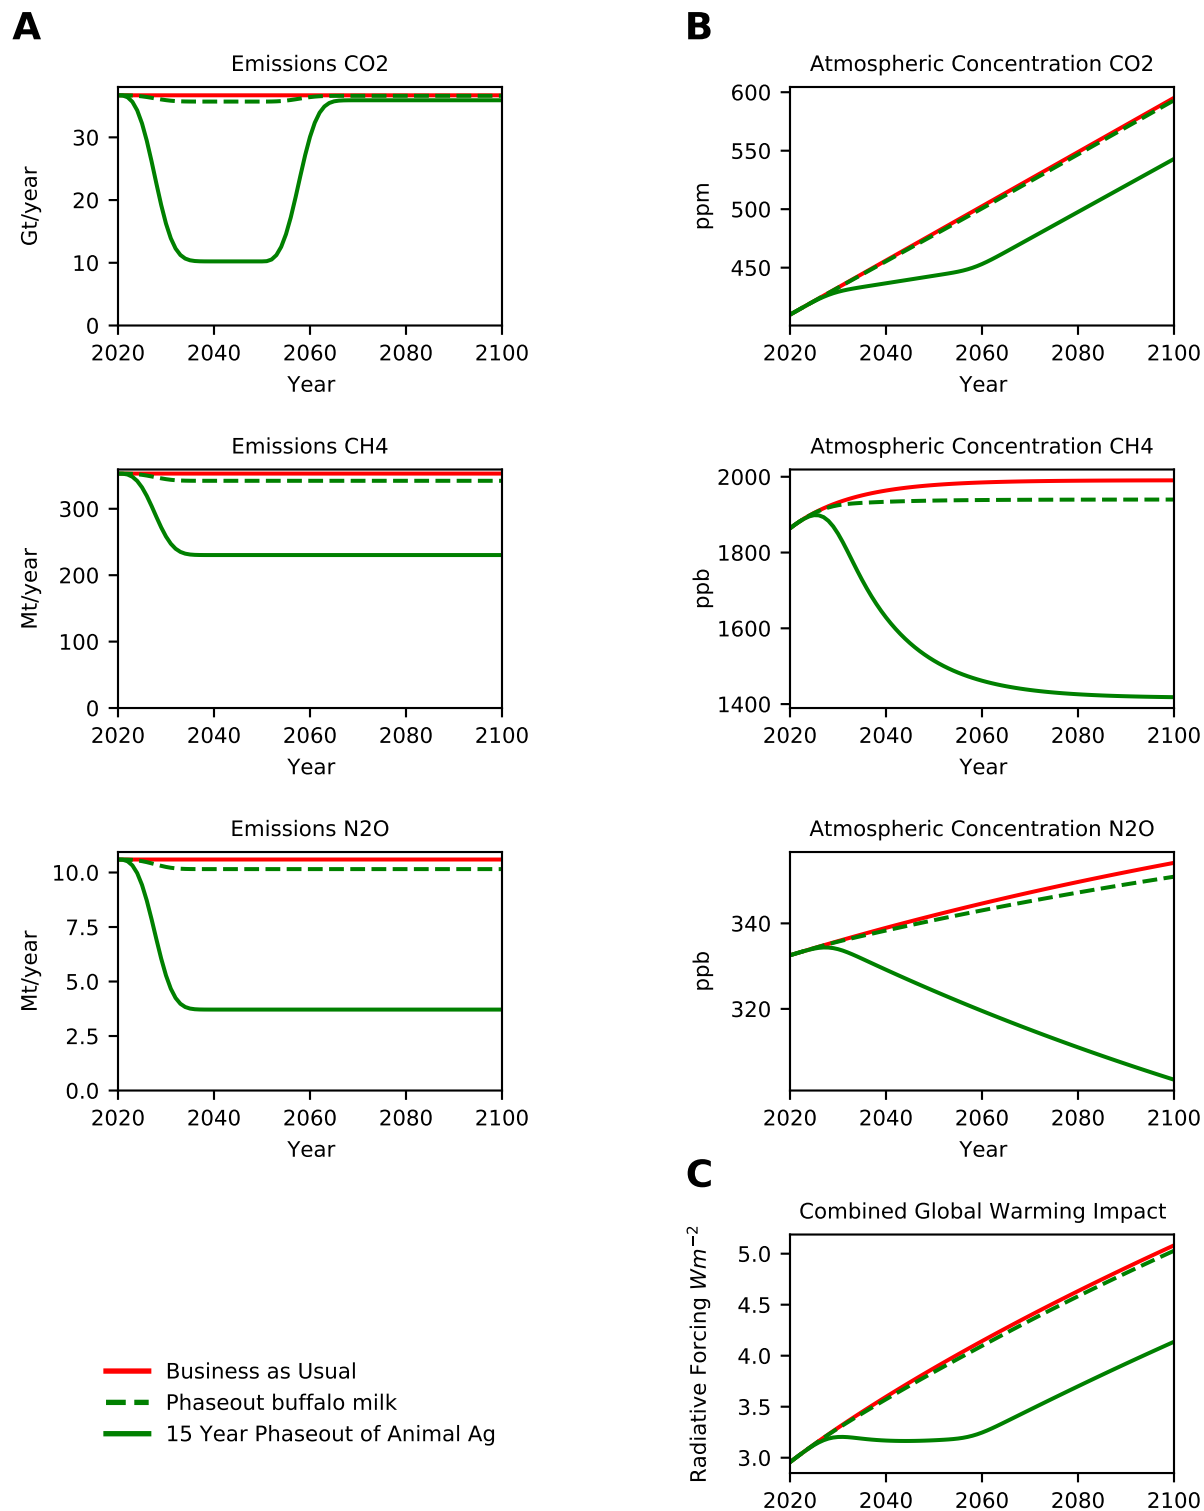 A
B
Emissions CO2
Atmospheric Concentration CO2
Gt/year
30
20
10
0
2020 2040 2060 2080 2100
Year
ppm
600
550
500
450
2020 2040 2060 2080 2100
Year
Emissions CH4
Atmospheric Concentration CH4
Mt/year
300
200
100
0
2020 2040 2060 2080 2100
Year
ppb
2000
1800
1600
1400
2020 2040 2060 2080 2100
Year
Emissions N2O
Atmospheric Concentration N2O
Mt/year
10.0
7.5
5.0
2.5
0.0
2020 2040 2060 2080 2100
Year
ppb
340
320
2020 2040 2060 2080 2100
Year
C
Combined Global Warming Impact
Radiative Forcing Wm⁻²
5.0
4.5
4.0
3.5
3.0
2020 2040 2060 2080 2100
Business as Usual
Phaseout buffalo milk
15 Year Phaseout of Animal Ag